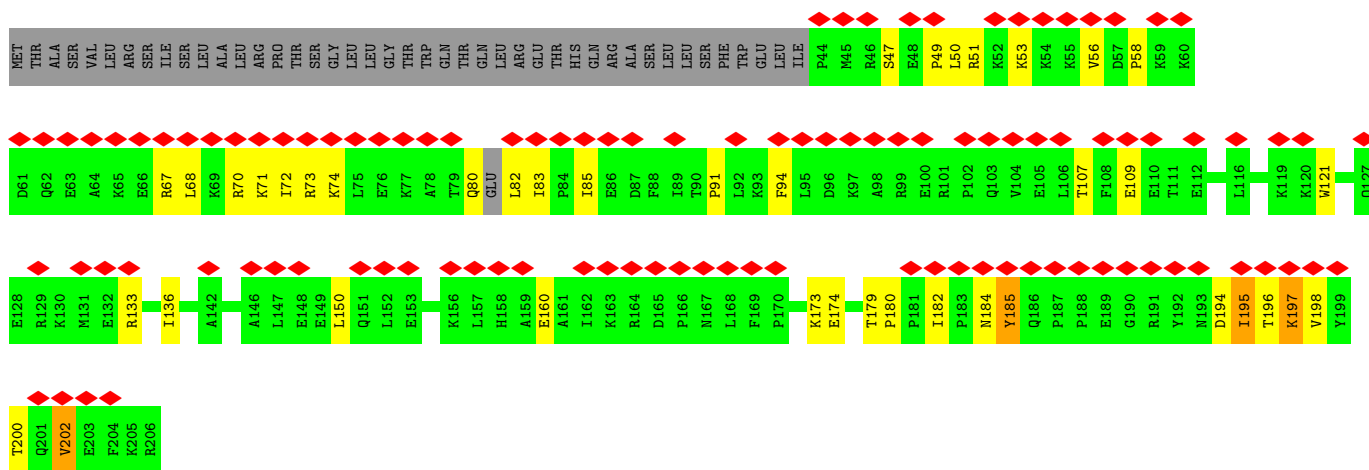 MET THR ALA SER VAL LEU ARG SER ILE SER LEU ALA LEU ARG PRO THR SER GLY LEU LEU GLY THR TRP GLN THR GLN LEU ARG GLU THR HIS GLN ARG ALA SER LEU LEU SER PHE TRP GLU LEU ILE P44 M45 R46 S47 E48 P49 L50 R51 K52 K53 K54 K55 V56 D57 P58 K59 K60
D61 Q62 E63 A64 K65 E66 R67 L68 K69 R70 K71 I72 R73 K74 L75 E76 K77 A78 T79 Q80 GLU L82 I83 P84 I85 E86 D87 F88 I89 T90 P91 L92 K93 F94 L95 D96 K97 A98 R99 E100 R101 P102 Q103 V104 E105 L106 T107 F108 E109 E110 T111 E112 L116 K119 K120 W121 Q127
E128 R129 K130 M131 E132 R133 I136 A142 A146 L147 E148 E149 L150 Q151 L152 E153 K156 L157 H158 A159 E160 A161 I162 K163 R164 D165 P166 N167 L168 F169 P170 K173 E174 T179 P180 P181 I182 P183 N184 Y185 Q186 P187 P188 E189 G190 R191 Y192 N193 D194 I195 T196 K197 V198 Y199
T200 Q201 V202 E203 F204 K205 R206